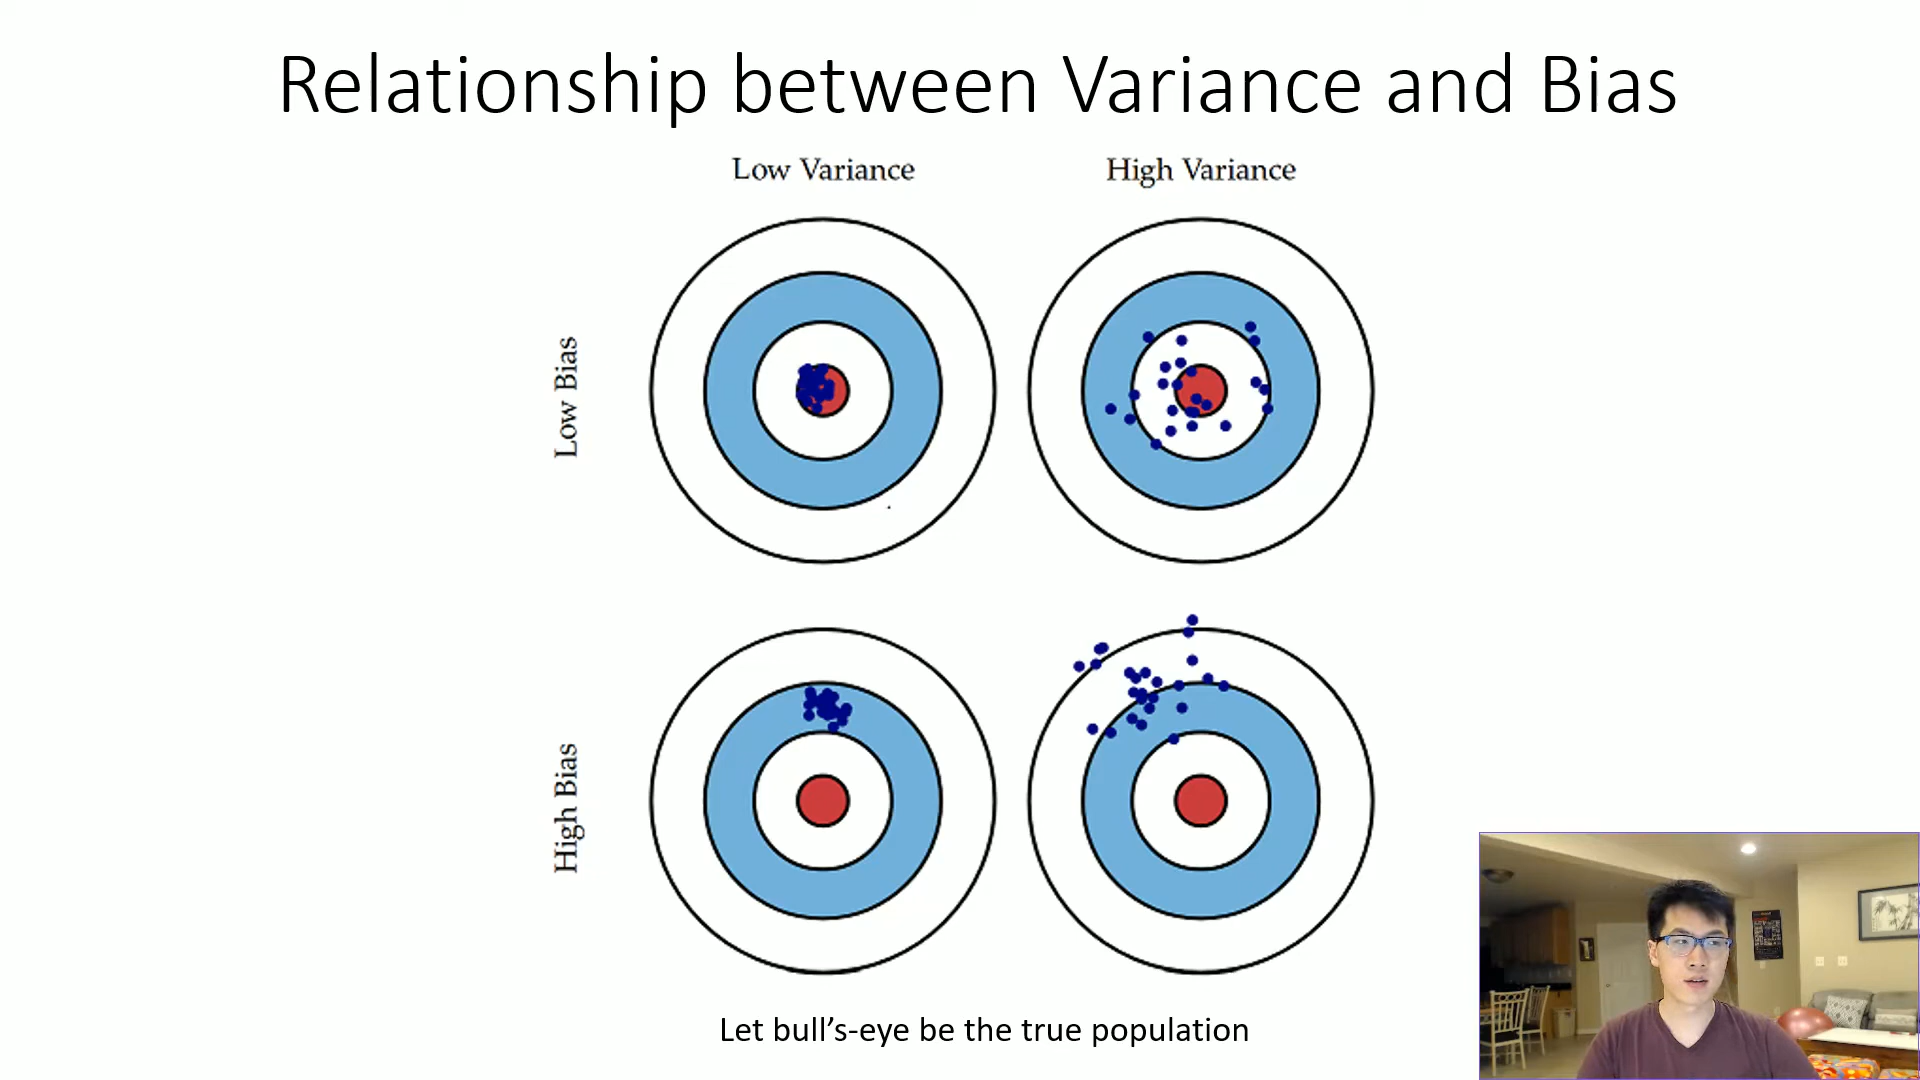 Relationship between Variance and Bias
Low Variance
High Variance
Low Bias
High Bias
Let bull’s-eye be the true population